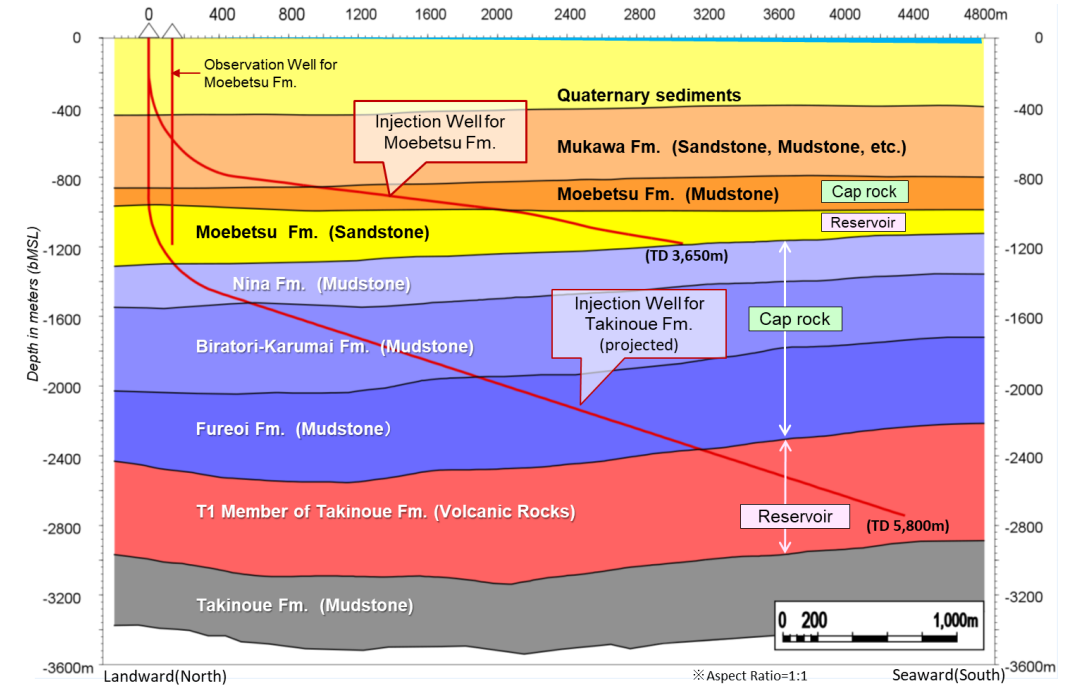 0 400 800 1200 1600 2000 2400 2800 3200 3600 4000 4400 4800m
0 0
Observation Well for
Moebetsu Fm.
Quaternary sediments
-400 -400
Injection Well for
Moebetsu Fm.
Mukawa Fm. (Sandstone, Mudstone, etc.)
-800 -800
Moebetsu Fm. (Mudstone)
Cap rock
Reservoir
Moebetsu Fm. (Sandstone)
-1200 -1200
(TD 3,650m)
Nina Fm. (Mudstone)
Injection Well for
Takinoue Fm.
(projected)
-1600 -1600
Cap rock
Depth in meters (bMSL)
Biratori-Karumai Fm. (Mudstone)
-2000 -2000
Fureoi Fm. (Mudstone）
-2400 -2400
T1 Member of Takinoue Fm. (Volcanic Rocks)
Reservoir
(TD 5,800m)
-2800 -2800
Takinoue Fm. (Mudstone)
-3200 -3200
0 200 1,000m
-3600m -3600m
Landward(North)
※Aspect Ratio=1:1
Seaward(South)